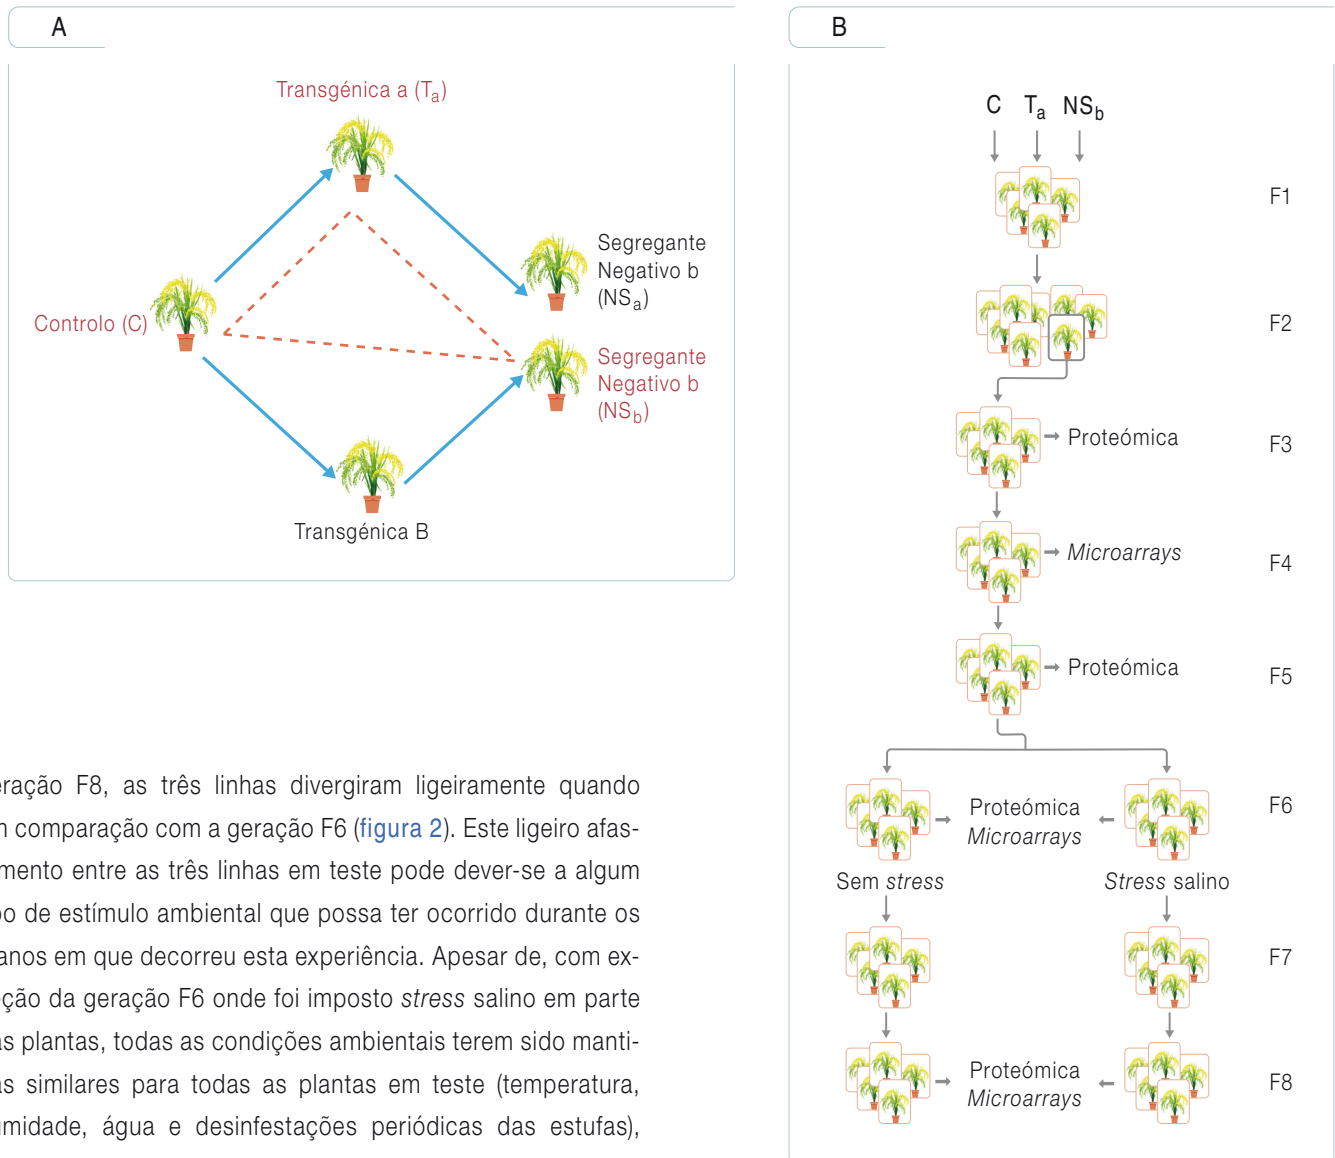 A
Transgénica a (Ta)
Segregante
Negativo b
(NSa)
Controlo (C)
Segregante
Negativo b
(NSb)
Transgénica B
eração F8, as três linhas divergiram ligeiramente quando
m comparação com a geração F6 (figura 2). Este ligeiro afas-
mento entre as três linhas em teste pode dever-se a algum
po de estímulo ambiental que possa ter ocorrido durante os
anos em que decorreu esta experiência. Apesar de, com ex-
eção da geração F6 onde foi imposto stress salino em parte
as plantas, todas as condições ambientais terem sido manti-
as similares para todas as plantas em teste (temperatura,
umidade, água e desinfestações periódicas das estufas),
B
C Ta NSb
F1
F2
Proteómica F3
Microarrays F4
Proteómica F5
Proteómica
Microarrays
F6
Sem stress Stress salino
F7
Proteómica
Microarrays
F8